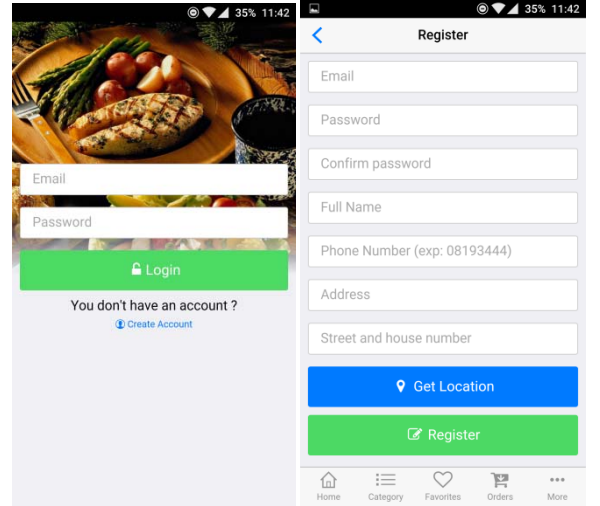 35% 11:42
Email
Password
Login
You don't have an account ?
Create Account
35% 11:42
Register
Email
Password
Confirm password
Full Name
Phone Number (exp: 08193444)
Address
Street and house number
Get Location
Register
Home Category Favorites Orders More